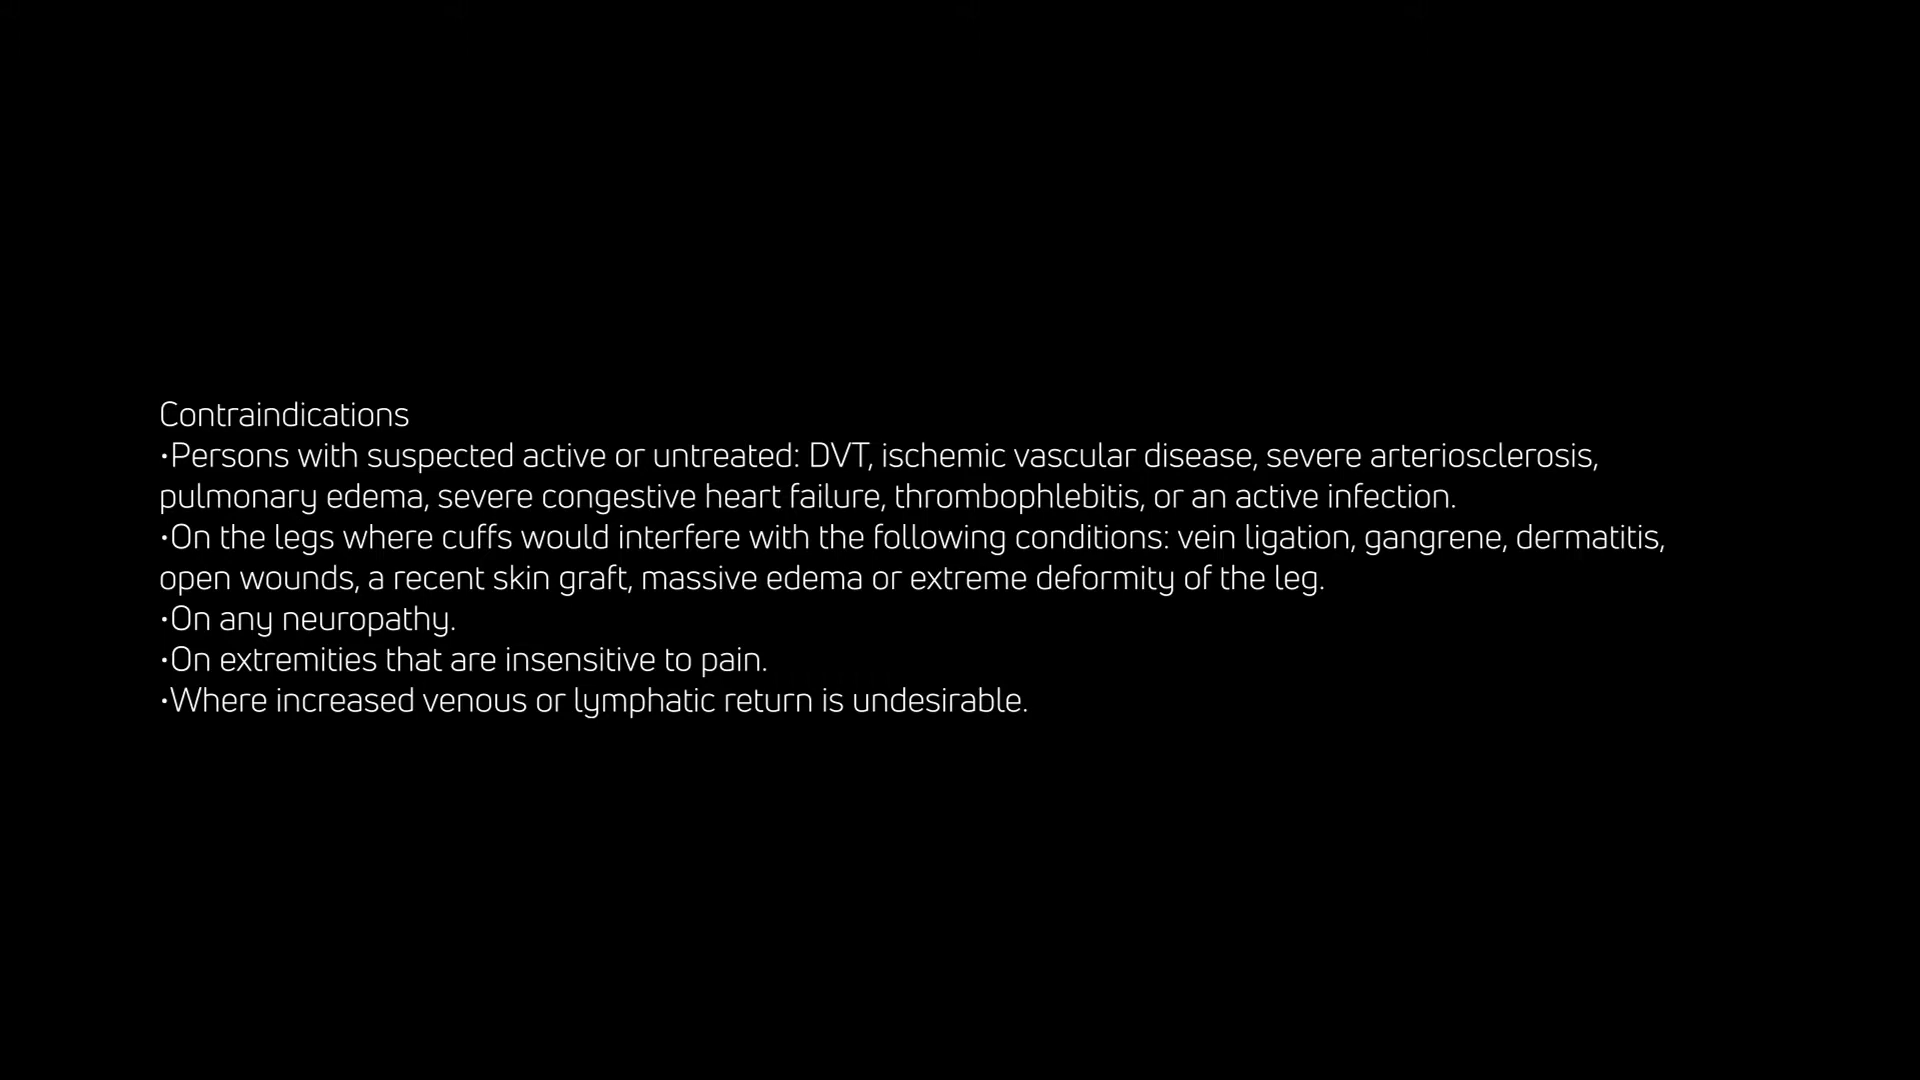 Contraindications
•Persons with suspected active or untreated: DVT, ischemic vascular disease, severe arteriosclerosis,
pulmonary edema, severe congestive heart failure, thrombophlebitis, or an active infection.
•On the legs where cuffs would interfere with the following conditions: vein ligation, gangrene, dermatitis,
open wounds, a recent skin graft, massive edema or extreme deformity of the leg.
•On any neuropathy.
•On extremities that are insensitive to pain.
•Where increased venous or lymphatic return is undesirable.